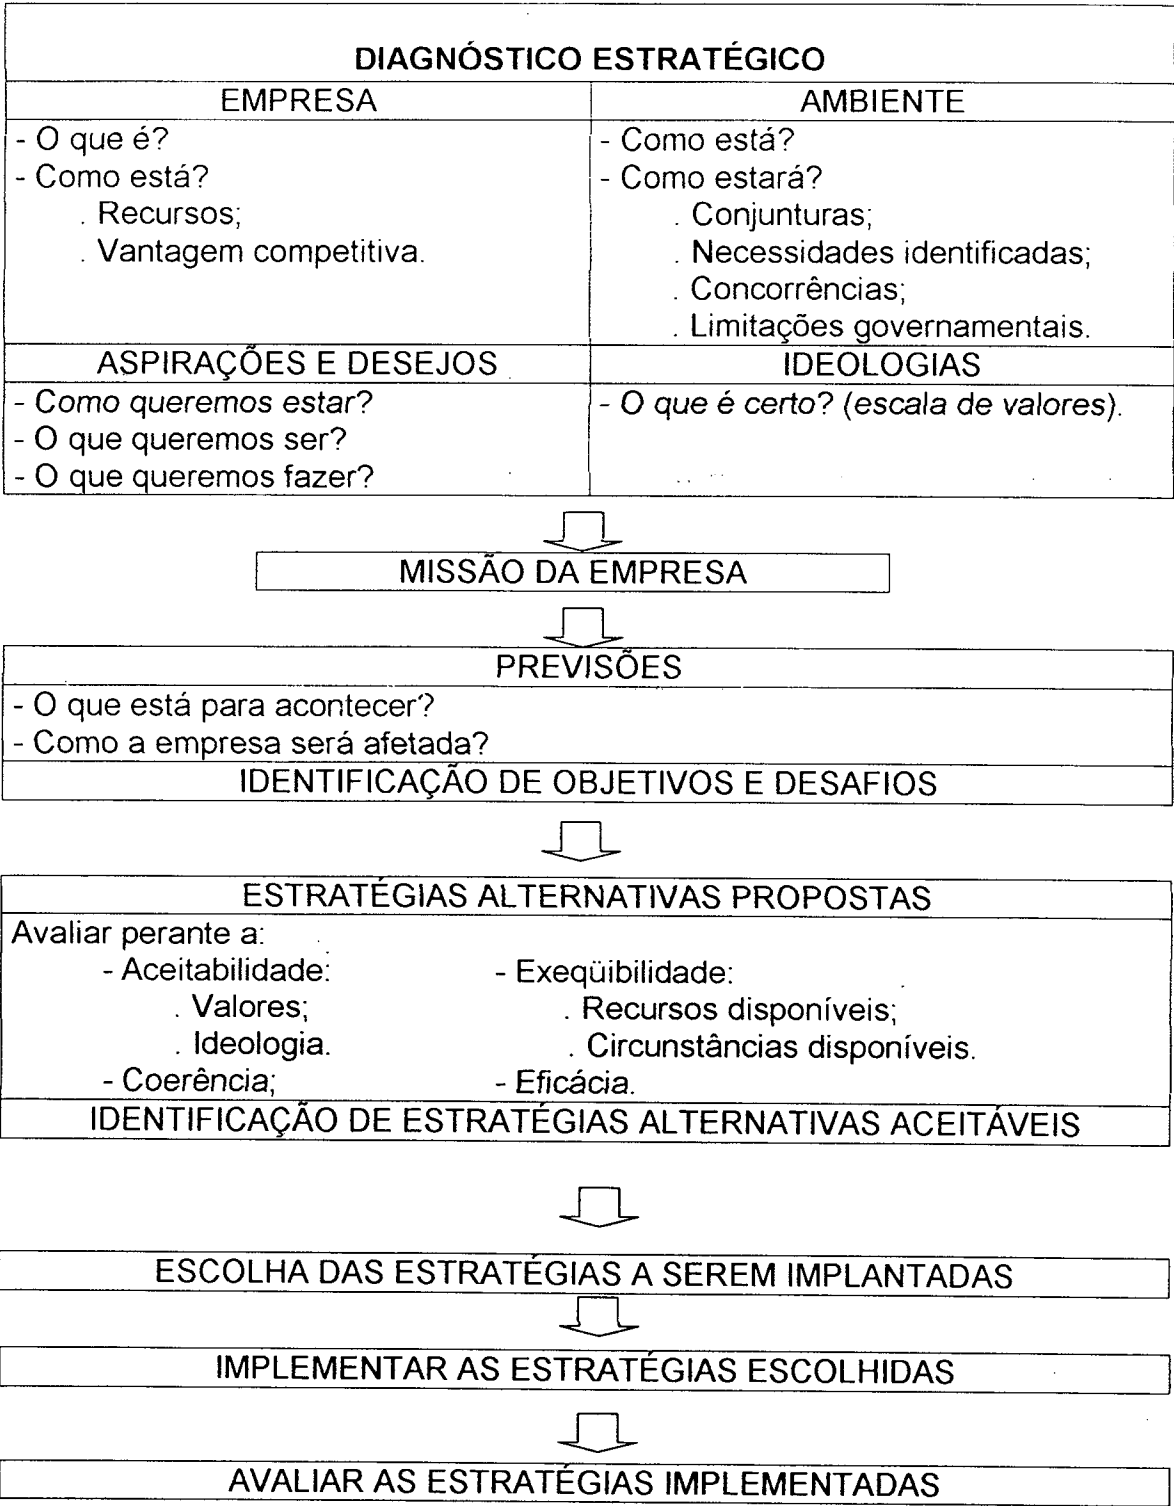 DIAGNÓSTICO ESTRATÉGICO
EMPRESA
- O que é?
- Como está?
. Recursos;
. Vantagem competitiva.
AMBIENTE
- Como está?
- Como estará?
. Conjunturas;
. Necessidades identificadas;
. Concorrências;
. Limitações governamentais.
ASPIRAÇÕES E DESEJOS
- Como queremos estar?
- O que queremos ser?
- O que queremos fazer?
IDEOLOGIAS
- O que é certo? (escala de valores).
MISSÃO DA EMPRESA
PREVISÕES
- O que está para acontecer?
- Como a empresa será afetada?
IDENTIFICAÇÃO DE OBJETIVOS E DESAFIOS
ESTRATÉGIAS ALTERNATIVAS PROPOSTAS
Avaliar perante a:
- Aceitabilidade:
. Valores;
. Ideologia.
- Coerência;
- Exeqüibilidade:
. Recursos disponíveis;
. Circunstâncias disponíveis.
- Eficácia.
IDENTIFICAÇÃO DE ESTRATÉGIAS ALTERNATIVAS ACEITÁVEIS
ESCOLHA DAS ESTRATÉGIAS A SEREM IMPLANTADAS
IMPLEMENTAR AS ESTRATÉGIAS ESCOLHIDAS
AVALIAR AS ESTRATÉGIAS IMPLEMENTADAS